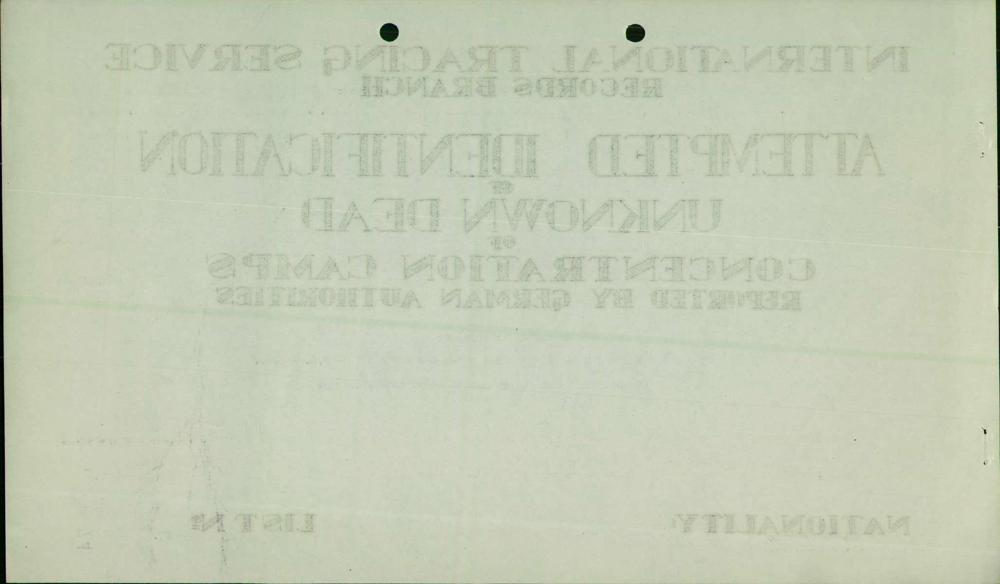 INTERNATIONAL TRACING SERVICE
RECORDS BRANCH
ATTEMPTED IDENTIFICATION
OF
UNKNOWN DEAD
OF
CONCENTRATION CAMPS
REPORTED BY GERMAN AUTHORITIES
NATIONALITY: LIST Nº